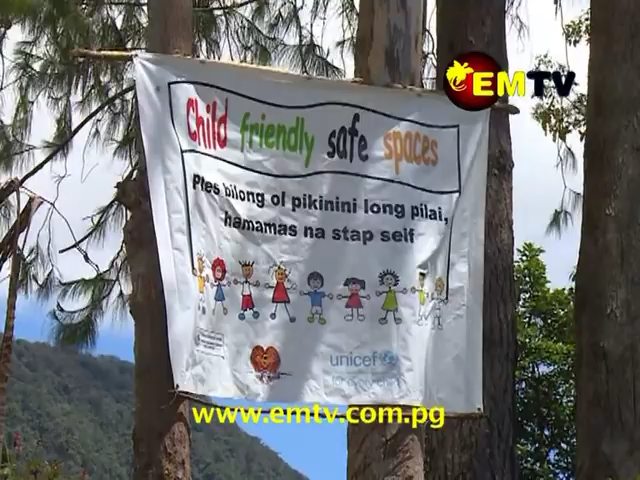 EMTV
Child friendly safe spaces
Ples bilong ol pikinini long pilai,
hamamas na stap seif
unicef
www.emtv.com.pg